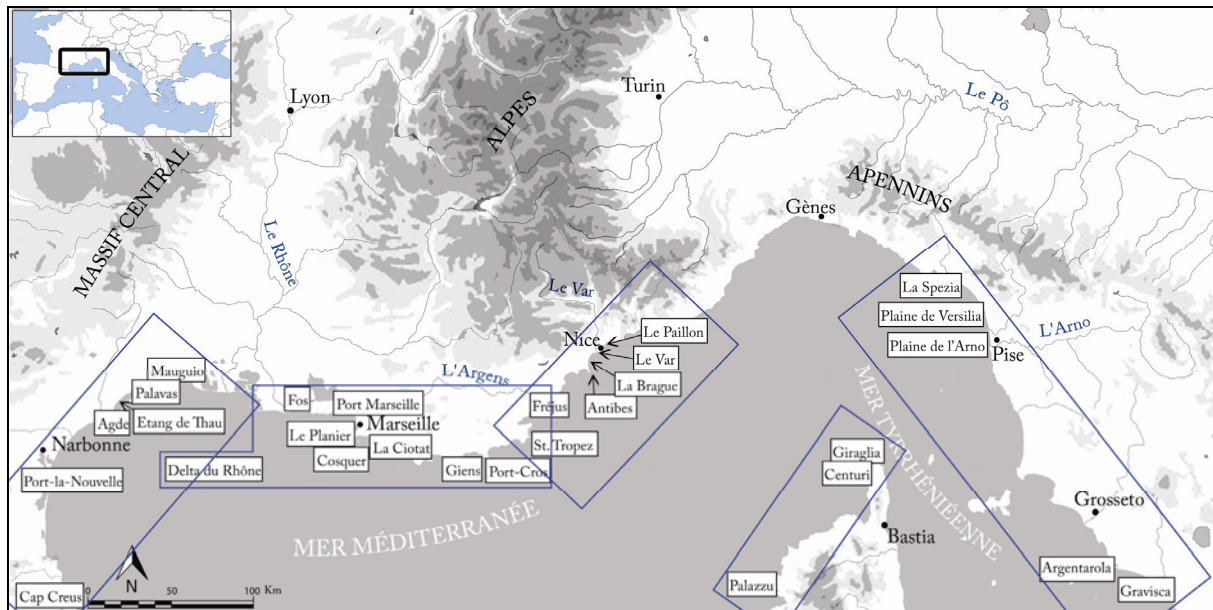 Lyon
Turin
Le Pô
ALPES
MASSIF CENTRAL
APENNINS
Gènes
Le Rhône
Le Var
La Spezia
Plaine de Versilia
L'Arno
Plaine de l'Arno
Pise
Nice
Le Paillon
Le Var
La Brague
Antibes
L'Argens
Mauguio
Palavas
Agde
Etang de Thau
Fos
Port Marseille
Marseille
Le Planier
La Ciotat
Cosquer
Fréjus
St. Tropez
Giens
Port-Cros
Narbonne
Port-la-Nouvelle
Delta du Rhône
Giraglia
Centuri
MER TYRRHÉNIÉENNE
MER MÉDITERRANÉE
Grosseto
Bastia
Argentarola
Gravisca
Palazzu
Cap Creus
N
0 50 100 Km